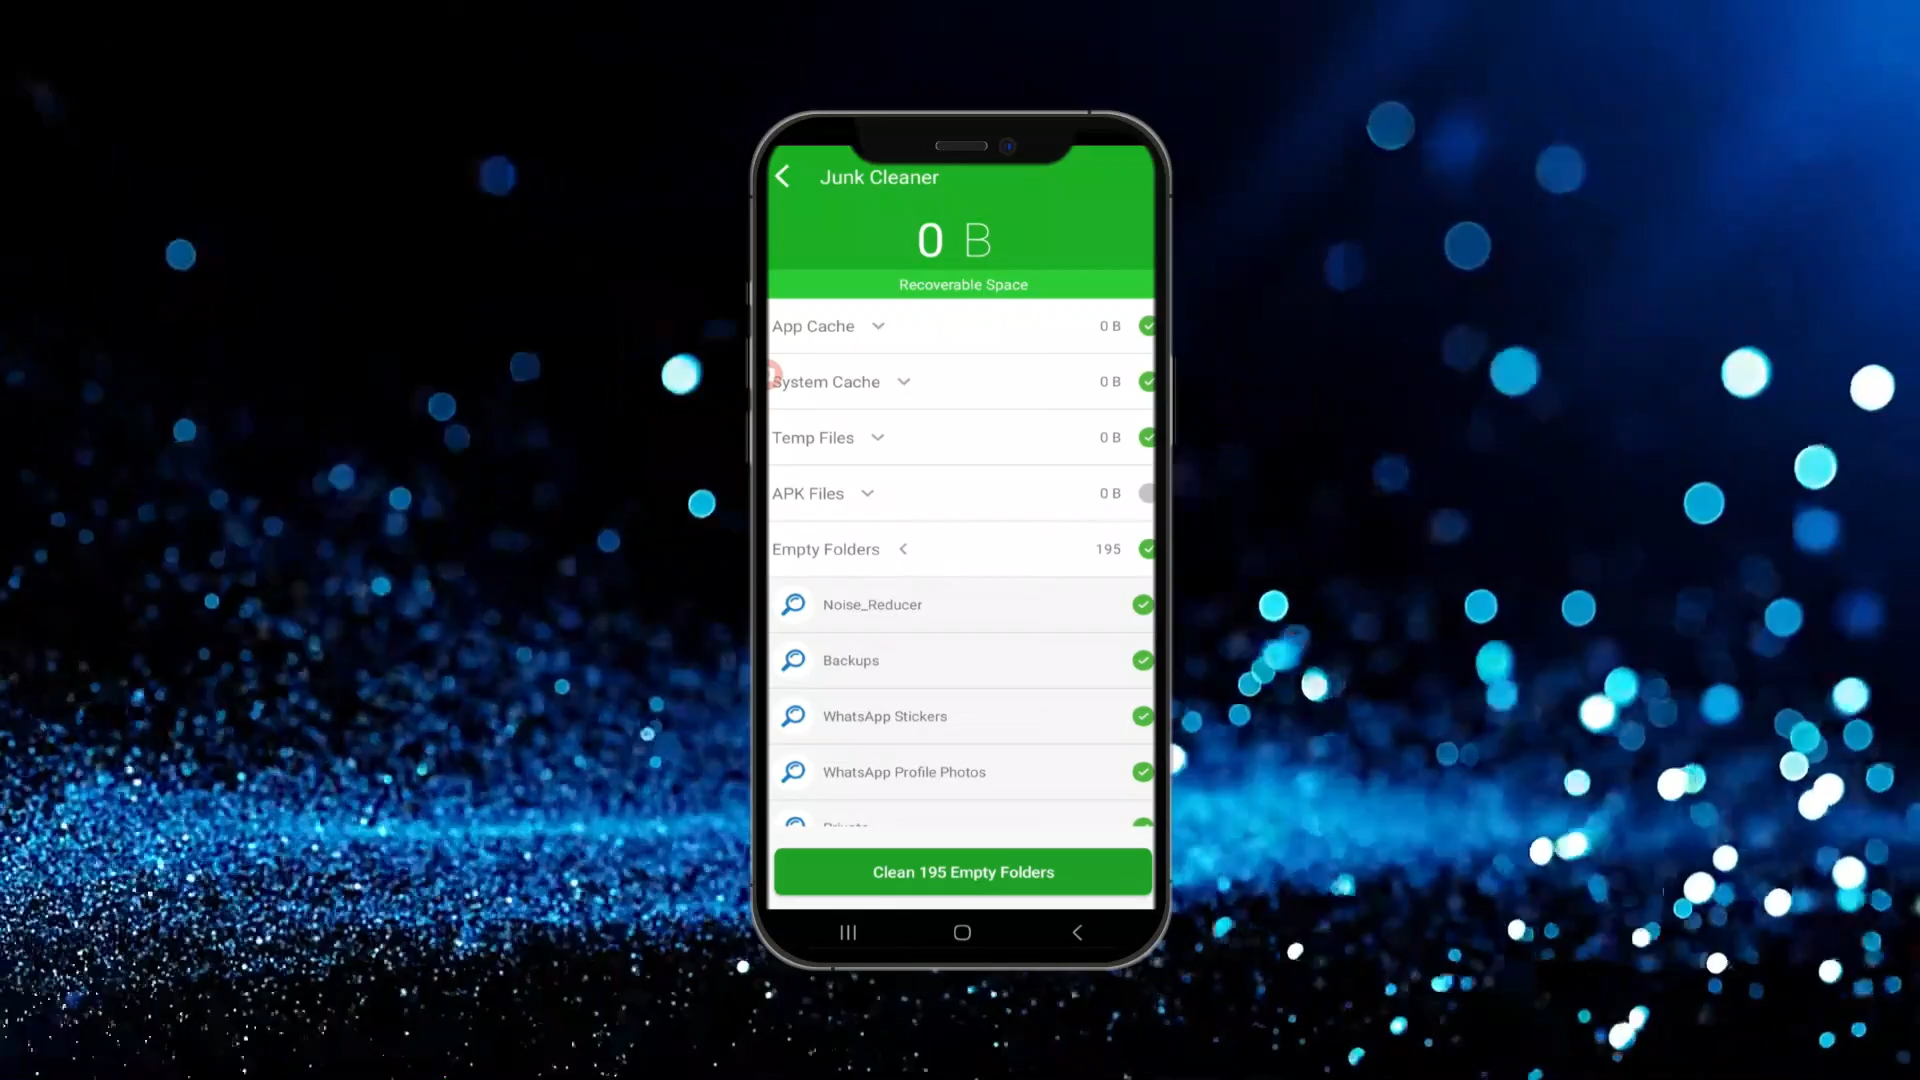 Junk Cleaner
0 B
Recoverable Space
App Cache 0 B
System Cache 0 B
Temp Files 0 B
APK Files 0 B
Empty Folders 195
Noise_Reducer
Backups
WhatsApp Stickers
WhatsApp Profile Photos
Private
Clean 195 Empty Folders